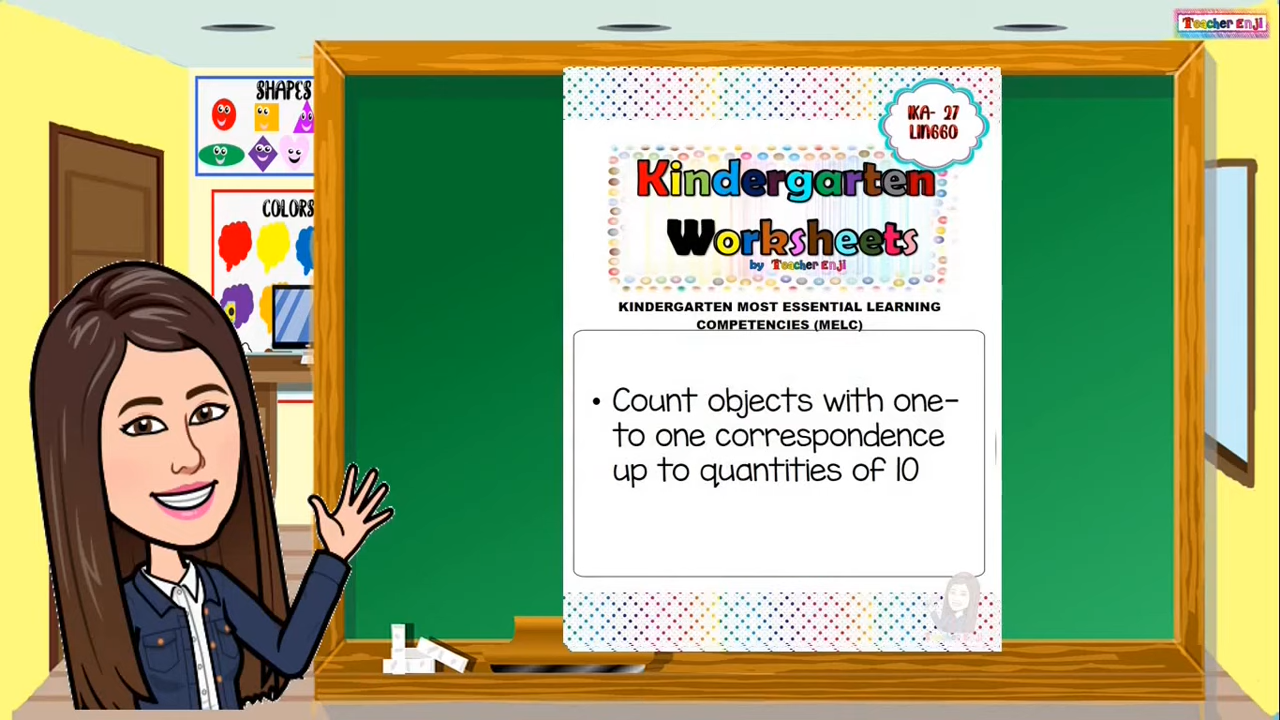 Teacher Enji
SHAPES
COLORS
IKA- 27
LINGGO
Kindergarten
Worksheets
by Teacher Enji
KINDERGARTEN MOST ESSENTIAL LEARNING
COMPETENCIES (MELC)
• Count objects with one-
to one correspondence
up to quantities of 10